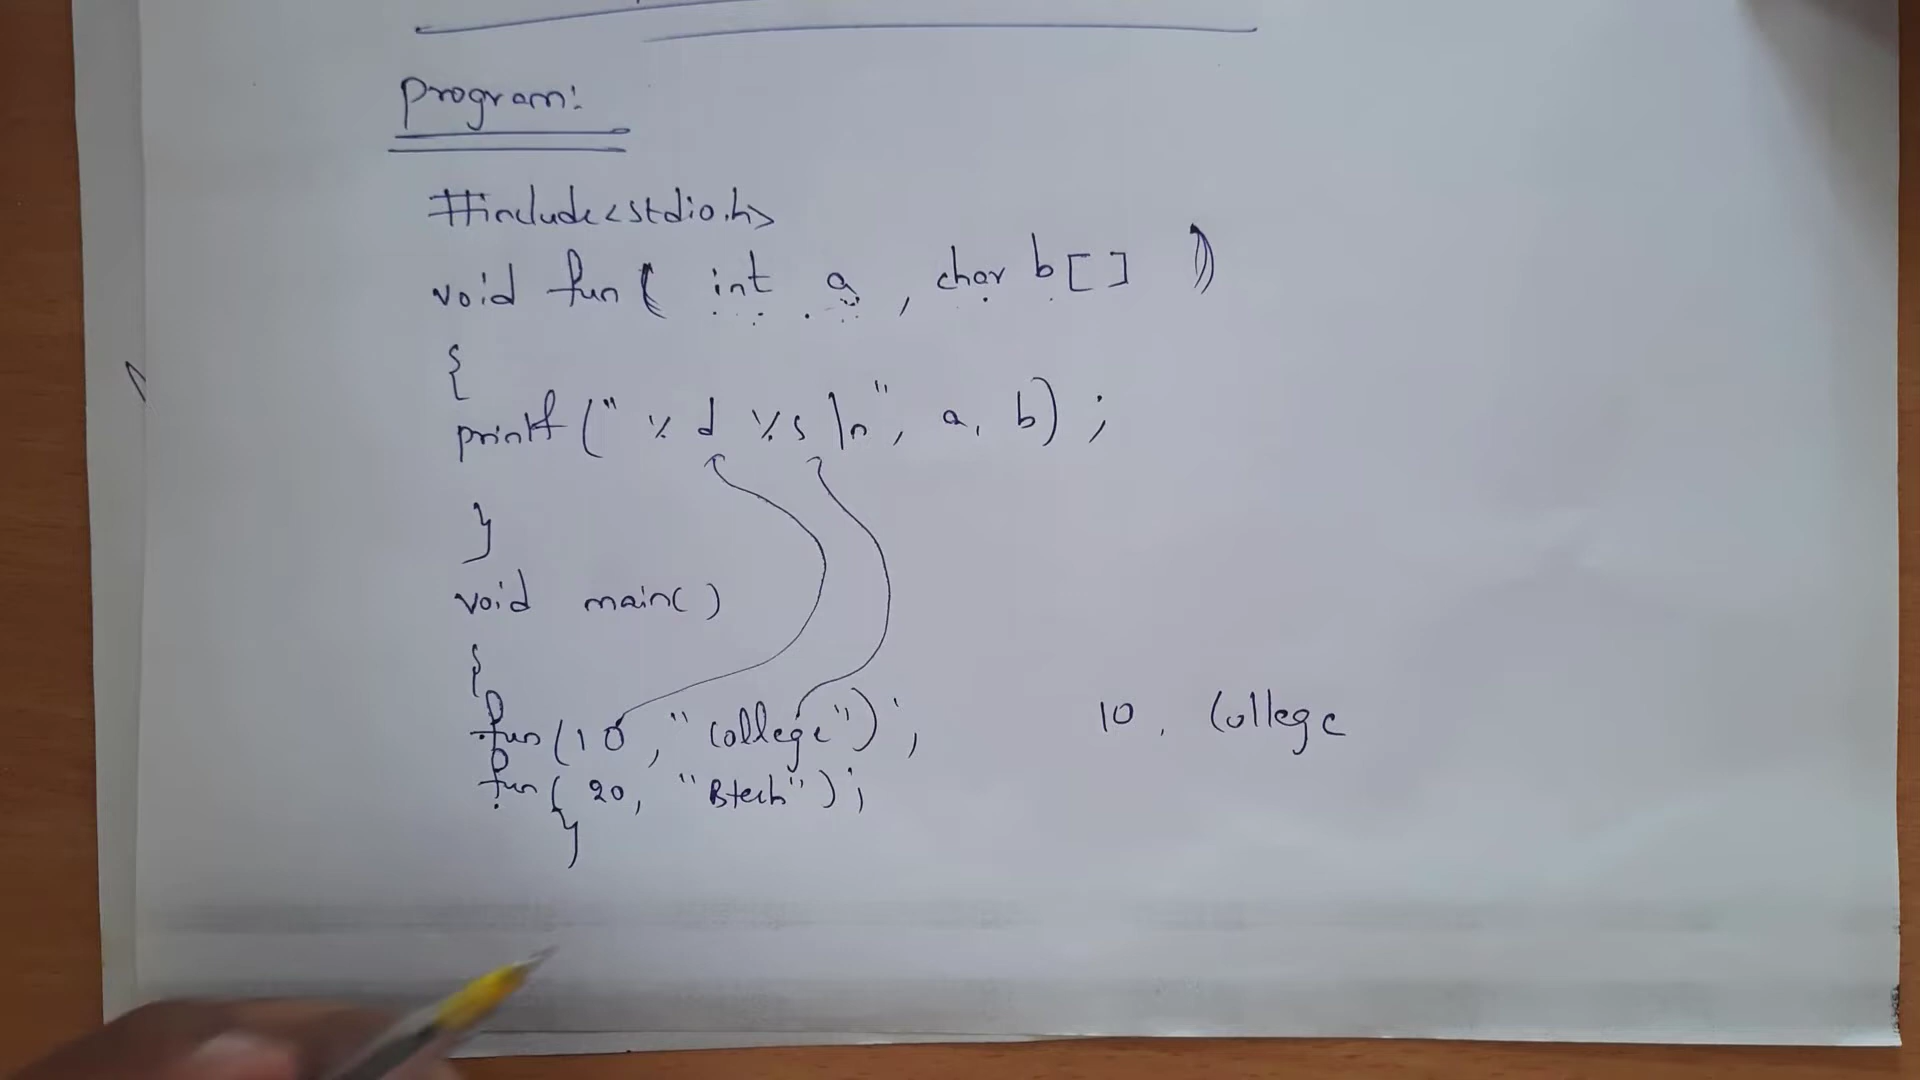 Program:
#include<stdio.h>
void fun( int a, char b[] )
{
printf(" % d %s \n", a, b) ;
}
void main()
{
fun(10, "College");
10, College
fun( 20, "Btech");
}